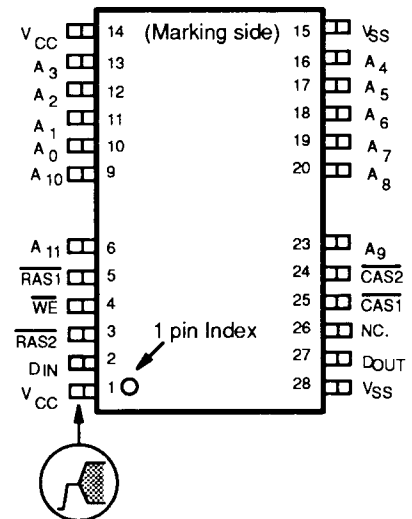 VCC 14 (Marking side) 15 VSS
A3 13 16 A4
A2 12 17 A5
A1 11 18 A6
A0 10 19 A7
A10 9 20 A8
A11 6 23 A9
RAS1 5 24 CAS2
WE 4 25 CAS1
RAS2 3 26 NC.
DIN 2 27 DOUT
VCC 1 28 VSS
1 pin Index